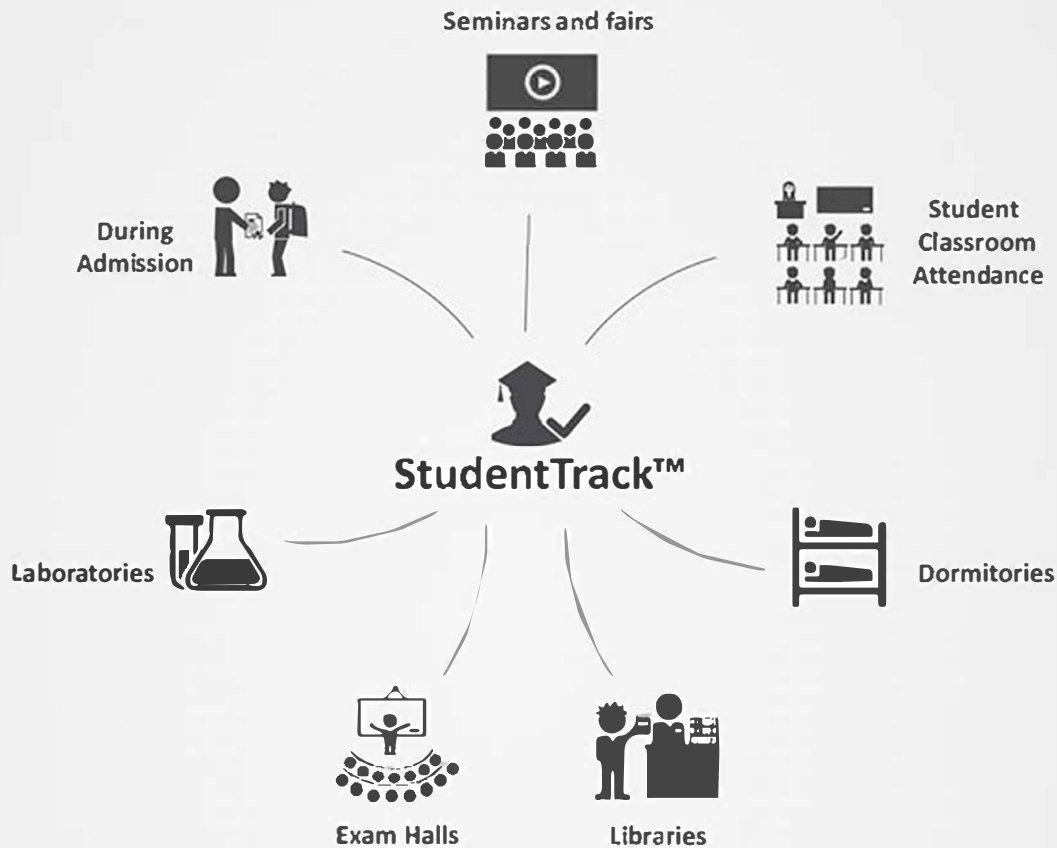 Seminars and fairs
During
Admission
Student
Classroom
Attendance
StudentTrack™
Laboratories
Dormitories
Exam Halls
Libraries